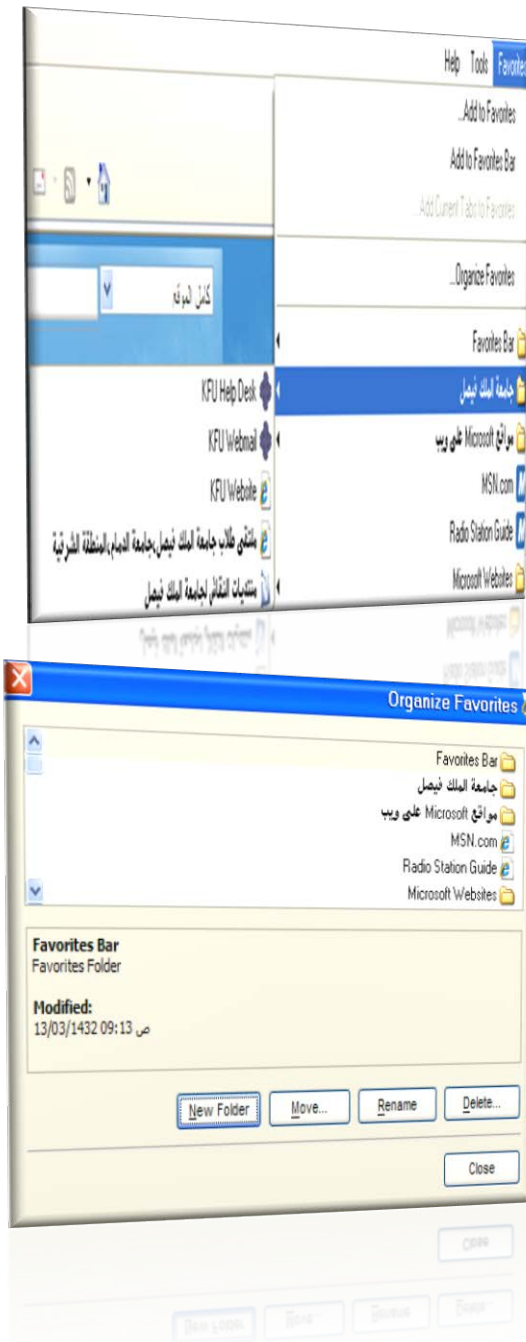 Favorites Tools Help
Add to Favorites...
Add to Favorites Bar
Add Current Tabs to Favorites...
Organize Favorites...
كامل الموقع
Favorites Bar
جامعة الملك فيصل
مواقع Microsoft على ويب
MSN.com
Radio Station Guide
Microsoft Websites
KFU Help Desk
KFU Webmail
KFU Website
ملتقى طلاب جامعة الملك فيصل,جامعة الدمام,المنطقة الشرقية
منتديات النقاش لجامعة الملك فيصل
Organize Favorites
Favorites Bar
جامعة الملك فيصل
مواقع Microsoft على ويب
MSN.com
Radio Station Guide
Microsoft Websites
Favorites Bar
Favorites Folder
Modified:
13/03/1432 09:13 ص
New Folder Move... Rename Delete...
Close